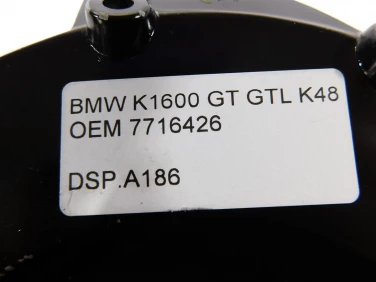 BMW K1600 GT GTL K48
OEM 7716426
DSP.A186